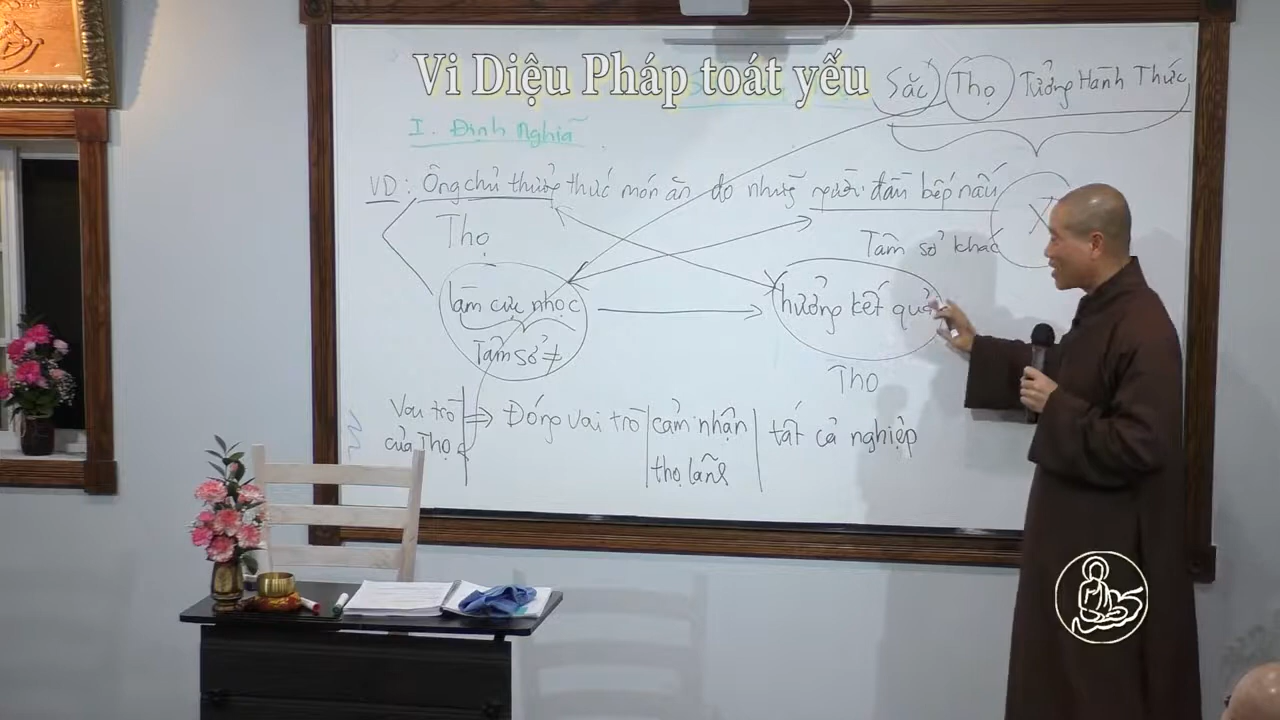 Vi Diệu Pháp toát yếu
Sắc Thọ Tưởng Hành Thức
I. Định Nghĩa
VD: Ông chủ thưởng thức món ăn do những người đầu bếp nấu
X
Thọ
Tâm sở khác
làm cực nhọc
hưởng kết quả
Tâm sở ≠
Thọ
Vai trò của Thọ
⇒ Đóng vai trò cảm nhận thọ lãnh tất cả nghiệp